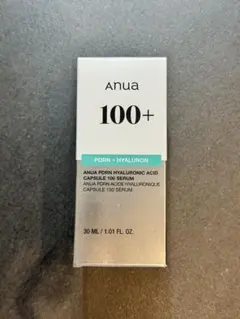 Anua
100+
PDRN + HYALURON
ANUA PDRN HYALURONIC ACID
CAPSULE 100 SERUM
ANUA PDRN ACIDE HYALURONIQUE
CAPSULE 100 SÉRUM
30 ML / 1.01 FL. OZ.